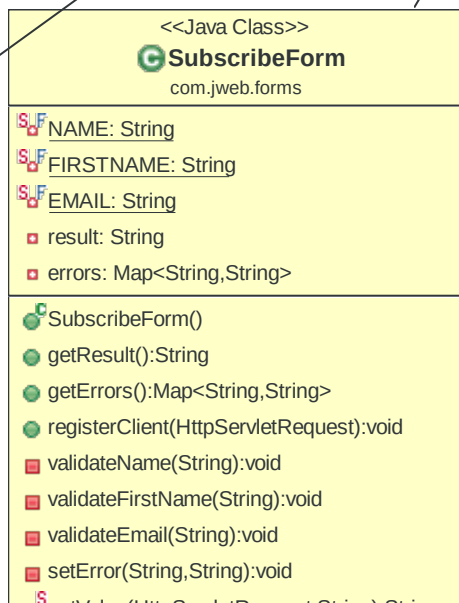 <<Java Class>>
C SubscribeForm
com.jweb.forms
S F NAME: String
S F FIRSTNAME: String
S F EMAIL: String
result: String
errors: Map<String,String>
C SubscribeForm()
getResult():String
getErrors():Map<String,String>
registerClient(HttpServletRequest):void
validateName(String):void
validateFirstName(String):void
validateEmail(String):void
setError(String,String):void